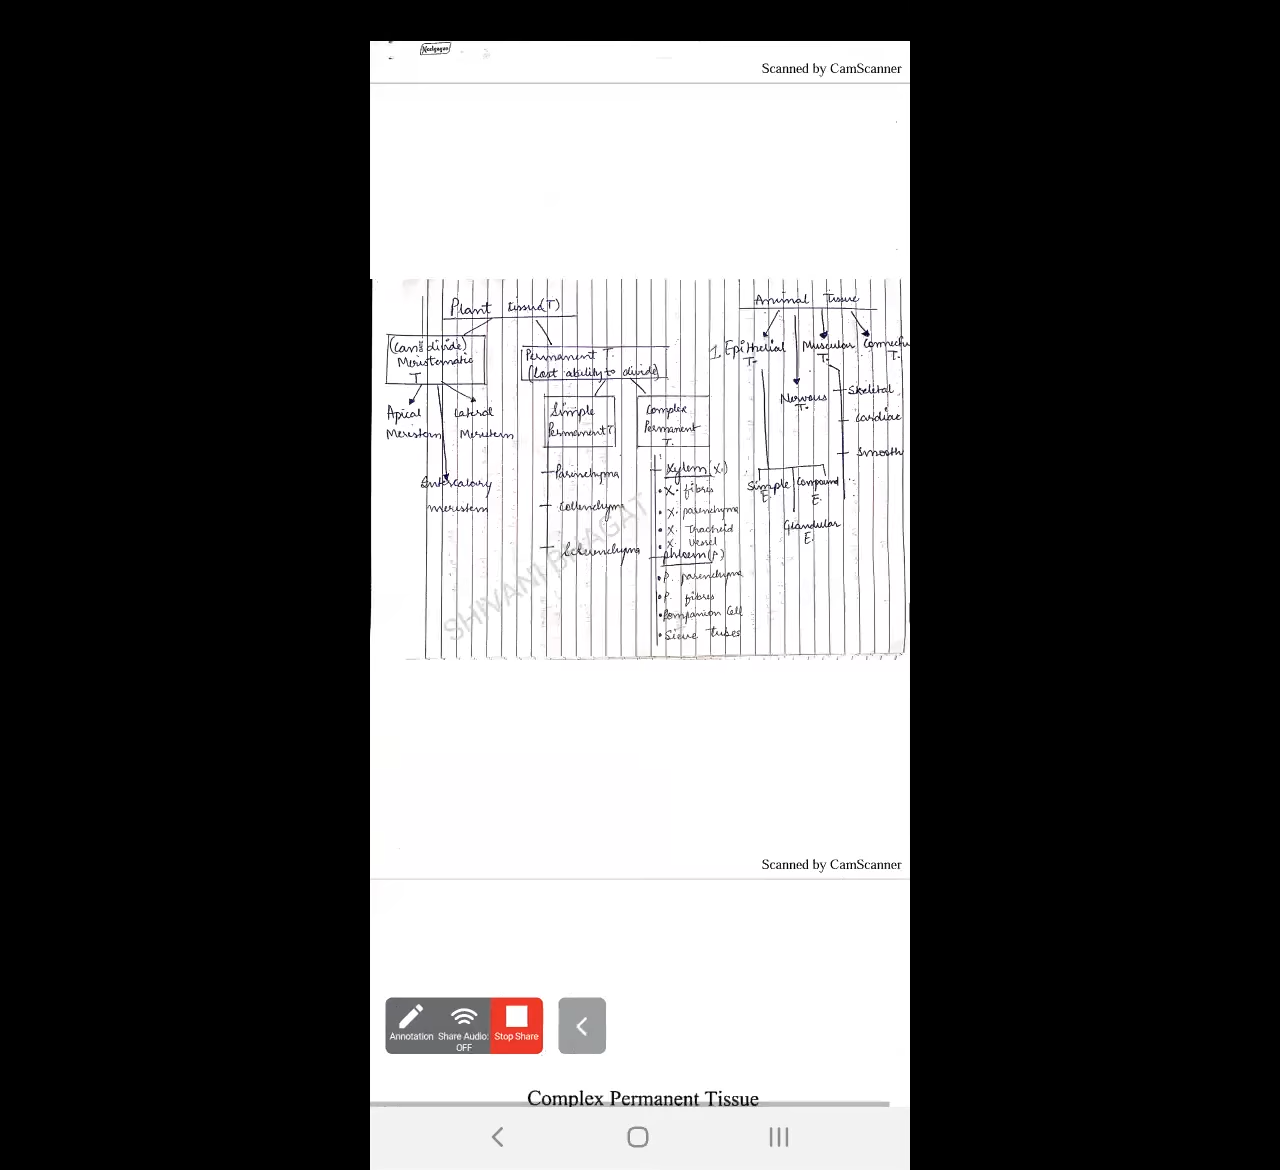 Scanned by CamScanner
Plant tissue(T)
(can divide)
Meristematic
T
Permanent T.
(Lost ability to divide)
Apical
Meristem
Lateral
Meristem
Intercalary
meristem
Simple
Permanent T
Complex
Permanent
T.
Parenchyma
Collenchyma
Sclerenchyma
Xylem (X.)
• X. fibres
• X. parenchyma
• X. Tracheid
• X. Vessel
Phloem (P)
• P. parenchyma
• P. fibres
• Companion Cell
• Sieve tubes
Animal Tissue
1. Epithelial
T.
Nervous
T.
Muscular
T.
Connectiv
T.
Skeletal
Cardiac
Smooth
Simple
E.
Compound
E.
Glandular
E.
SHIVANI BHAGAT
Scanned by CamScanner
Annotation
Share Audio:
OFF
Stop Share
Complex Permanent Tissue